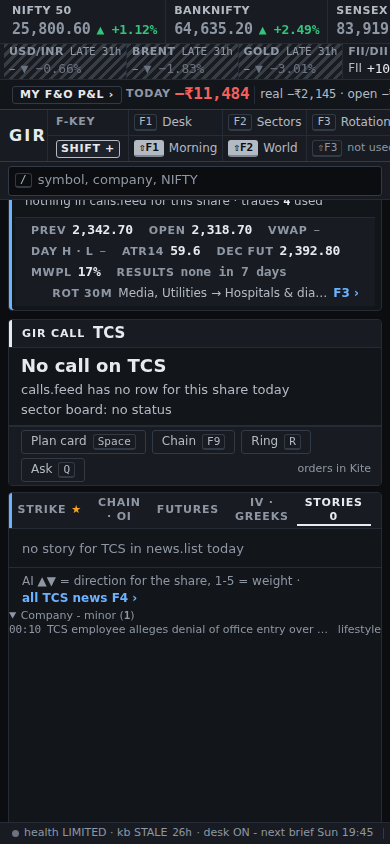 NIFTY 50 BANKNIFTY SENSEX
25,800.60 ▲ +1.12% 64,635.20 ▲ +2.49% 83,919
USD/INR LATE 31h BRENT LATE 31h GOLD LATE 31h FII/DII
– ▼ −0.66% – ▼ −1.83% – ▼ −3.01% FII +10
MY F&O P&L › TODAY −₹11,484 real −₹2,145 · open −₹
GIR F-KEY F1 Desk F2 Sectors F3 Rotation
SHIFT + ⇧F1 Morning ⇧F2 World ⇧F3 not used
/ symbol, company, NIFTY
nothing in calls.feed for this share · trades 4 used
PREV 2,342.70 OPEN 2,318.70 VWAP –
DAY H · L – ATR14 59.6 DEC FUT 2,392.80
MWPL 17% RESULTS none in 7 days
ROT 30M Media, Utilities → Hospitals & dia… F3 ›
GIR CALL TCS
No call on TCS
calls.feed has no row for this share today
sector board: no status
Plan card Space Chain F9 Ring R
Ask Q orders in Kite
STRIKE ★ CHAIN · OI FUTURES IV · GREEKS STORIES 0
no story for TCS in news.list today
AI ▲▼ = direction for the share, 1-5 = weight ·
all TCS news F4 ›
▼ Company - minor (1)
00:10 TCS employee alleges denial of office entry over … lifestyle
health LIMITED · kb STALE 26h · desk ON - next brief Sun 19:45